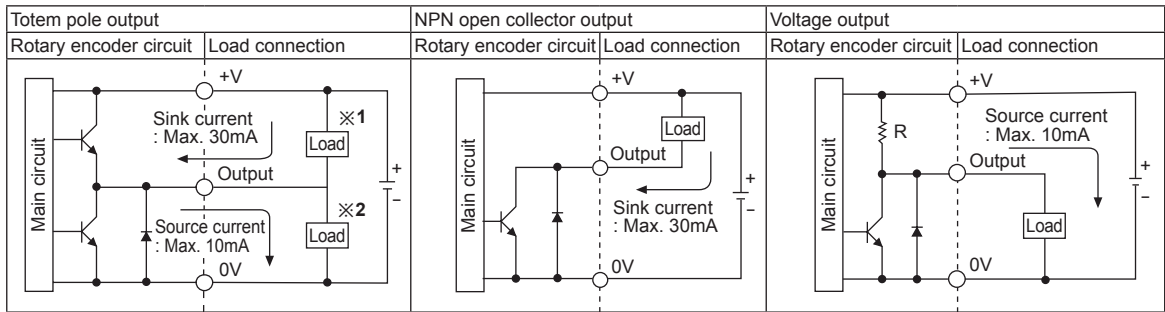 Totem pole output
Rotary encoder circuit
Load connection
Main circuit
+V
Sink current
: Max. 30mA
※1
Load
Output
+
-
※2
Source current
: Max. 10mA
Load
0V
NPN open collector output
Rotary encoder circuit
Load connection
Main circuit
+V
Load
Output
+
-
Sink current
: Max. 30mA
0V
Voltage output
Rotary encoder circuit
Load connection
Main circuit
+V
R
Source current
: Max. 10mA
Output
+
-
Load
0V